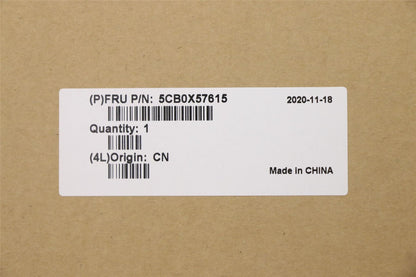 (P)FRU P/N: 5CB0X57615 2020-11-18
Quantity: 1
(4L)Origin: CN
Made in CHINA